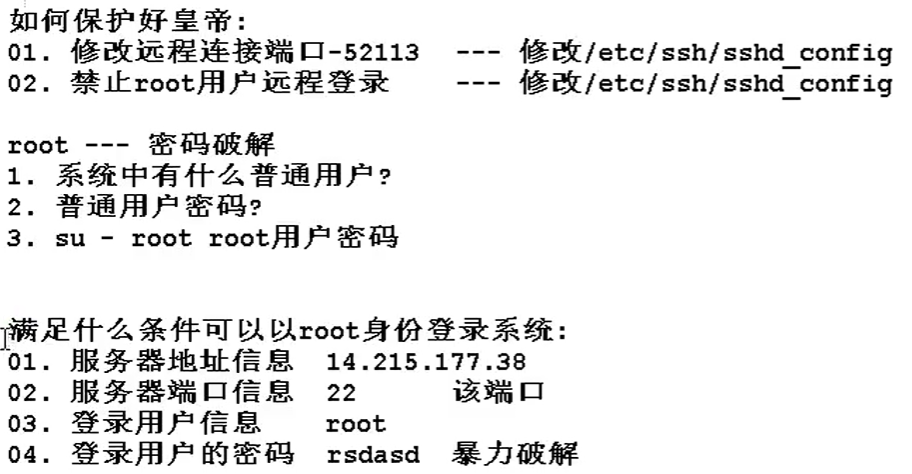 如何保护好皇帝:
01. 修改远程连接端口-52113 --- 修改/etc/ssh/sshd_config
02. 禁止root用户远程登录 --- 修改/etc/ssh/sshd_config
root --- 密码破解
1. 系统中有什么普通用户?
2. 普通用户密码?
3. su - root root用户密码
满足什么条件可以以root身份登录系统:
01. 服务器地址信息 14.215.177.38
02. 服务器端口信息 22 该端口
03. 登录用户信息 root
04. 登录用户的密码 rsdasd 暴力破解